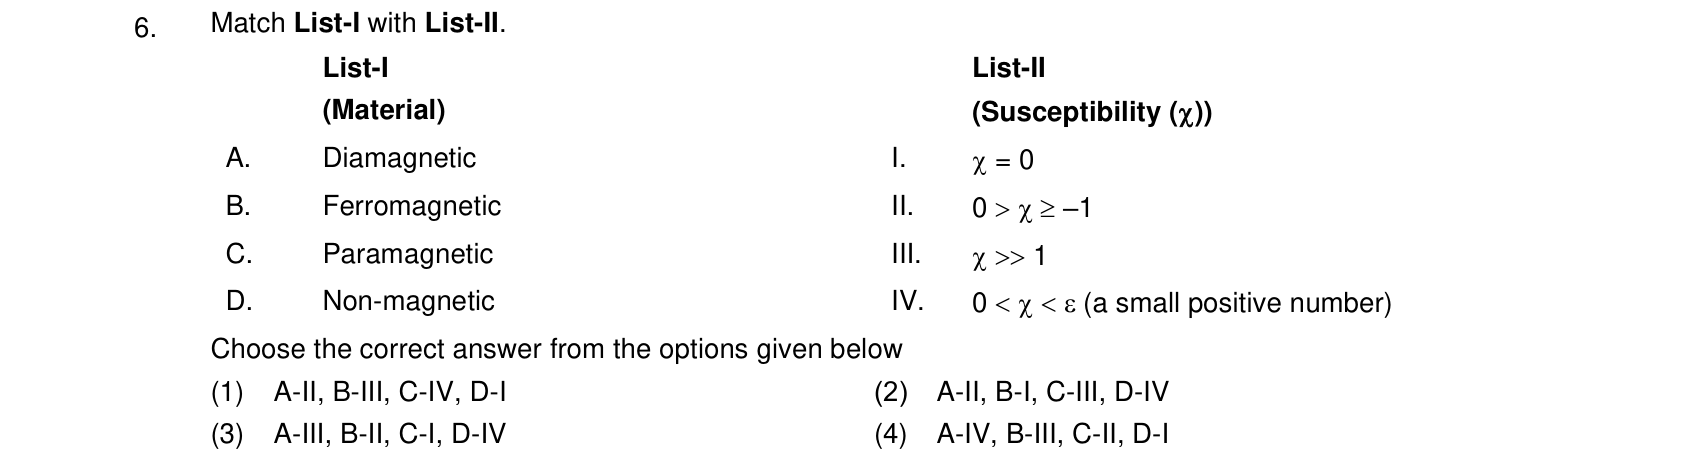 6. Match List-I with List-II.
List-I List-II
(Material) (Susceptibility (χ))
A. Diamagnetic I. χ = 0
B. Ferromagnetic II. 0 > χ ≥ –1
C. Paramagnetic III. χ >> 1
D. Non-magnetic IV. 0 < χ < ε (a small positive number)
Choose the correct answer from the options given below
(1) A-II, B-III, C-IV, D-I (2) A-II, B-I, C-III, D-IV
(3) A-III, B-II, C-I, D-IV (4) A-IV, B-III, C-II, D-I